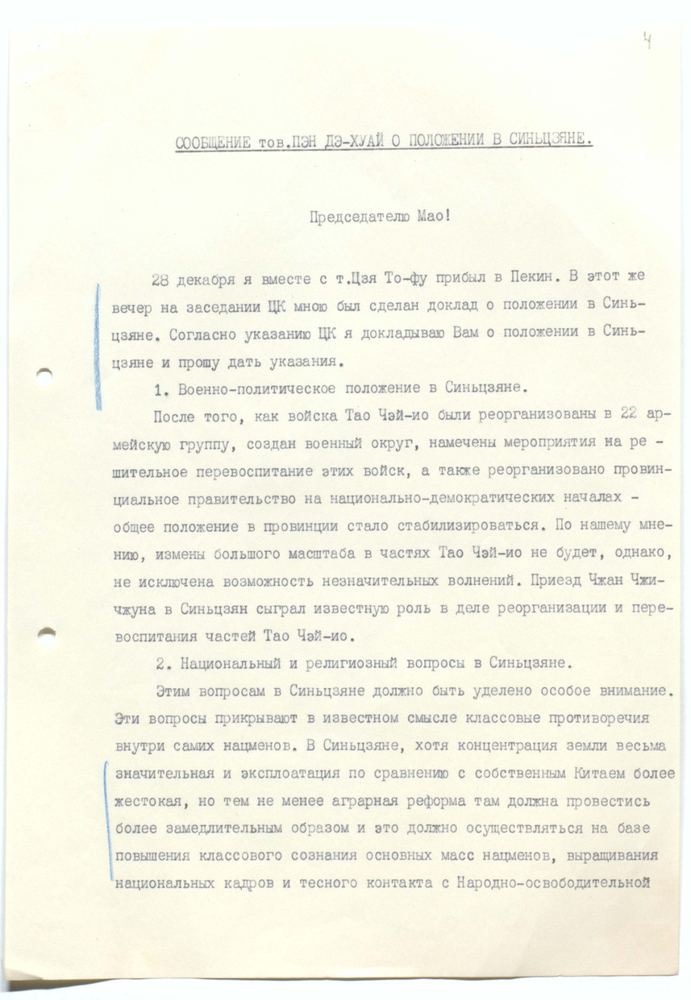 4
СООБЩЕНИЕ тов.ПЭН ДЭ-ХУАЙ О ПОЛОЖЕНИИ В СИНЬЦЗЯНЕ.
Председателю Мао!
28 декабря я вместе с т.Цзя То-фу прибыл в Пекин. В этот же
вечер на заседании ЦК мною был сделан доклад о положении в Синь-
цзяне. Согласно указанию ЦК я докладываю Вам о положении в Синь-
цзяне и прошу дать указания.
1. Военно-политическое положение в Синьцзяне.
После того, как войска Тао Чэй-ио были реорганизованы в 22 ар-
мейскую группу, создан военный округ, намечены мероприятия на ре -
шительное перевоспитание этих войск, а также реорганизовано провин-
циальное правительство на национально-демократических началах -
общее положение в провинции стало стабилизироваться. По нашему мне-
нию, измены большого масштаба в частях Тао Чэй-ио не будет, однако,
не исключена возможность незначительных волнений. Приезд Чжан Чжи-
чжуна в Синьцзян сыграл известную роль в деле реорганизации и пере-
воспитания частей Тао Чэй-ио.
2. Национальный и религиозный вопросы в Синьцзяне.
Этим вопросам в Синьцзяне должно быть уделено особое внимание.
Эти вопросы прикрывают в известном смысле классовые противоречия
внутри самих нацменов. В Синьцзяне, хотя концентрация земли весьма
значительная и эксплоатация по сравнению с собственным Китаем более
жестокая, но тем не менее аграрная реформа там должна провестись
более замедлительным образом и это должно осуществляться на базе
повышения классового сознания основных масс нацменов, выращивания
национальных кадров и тесного контакта с Народно-освободительной